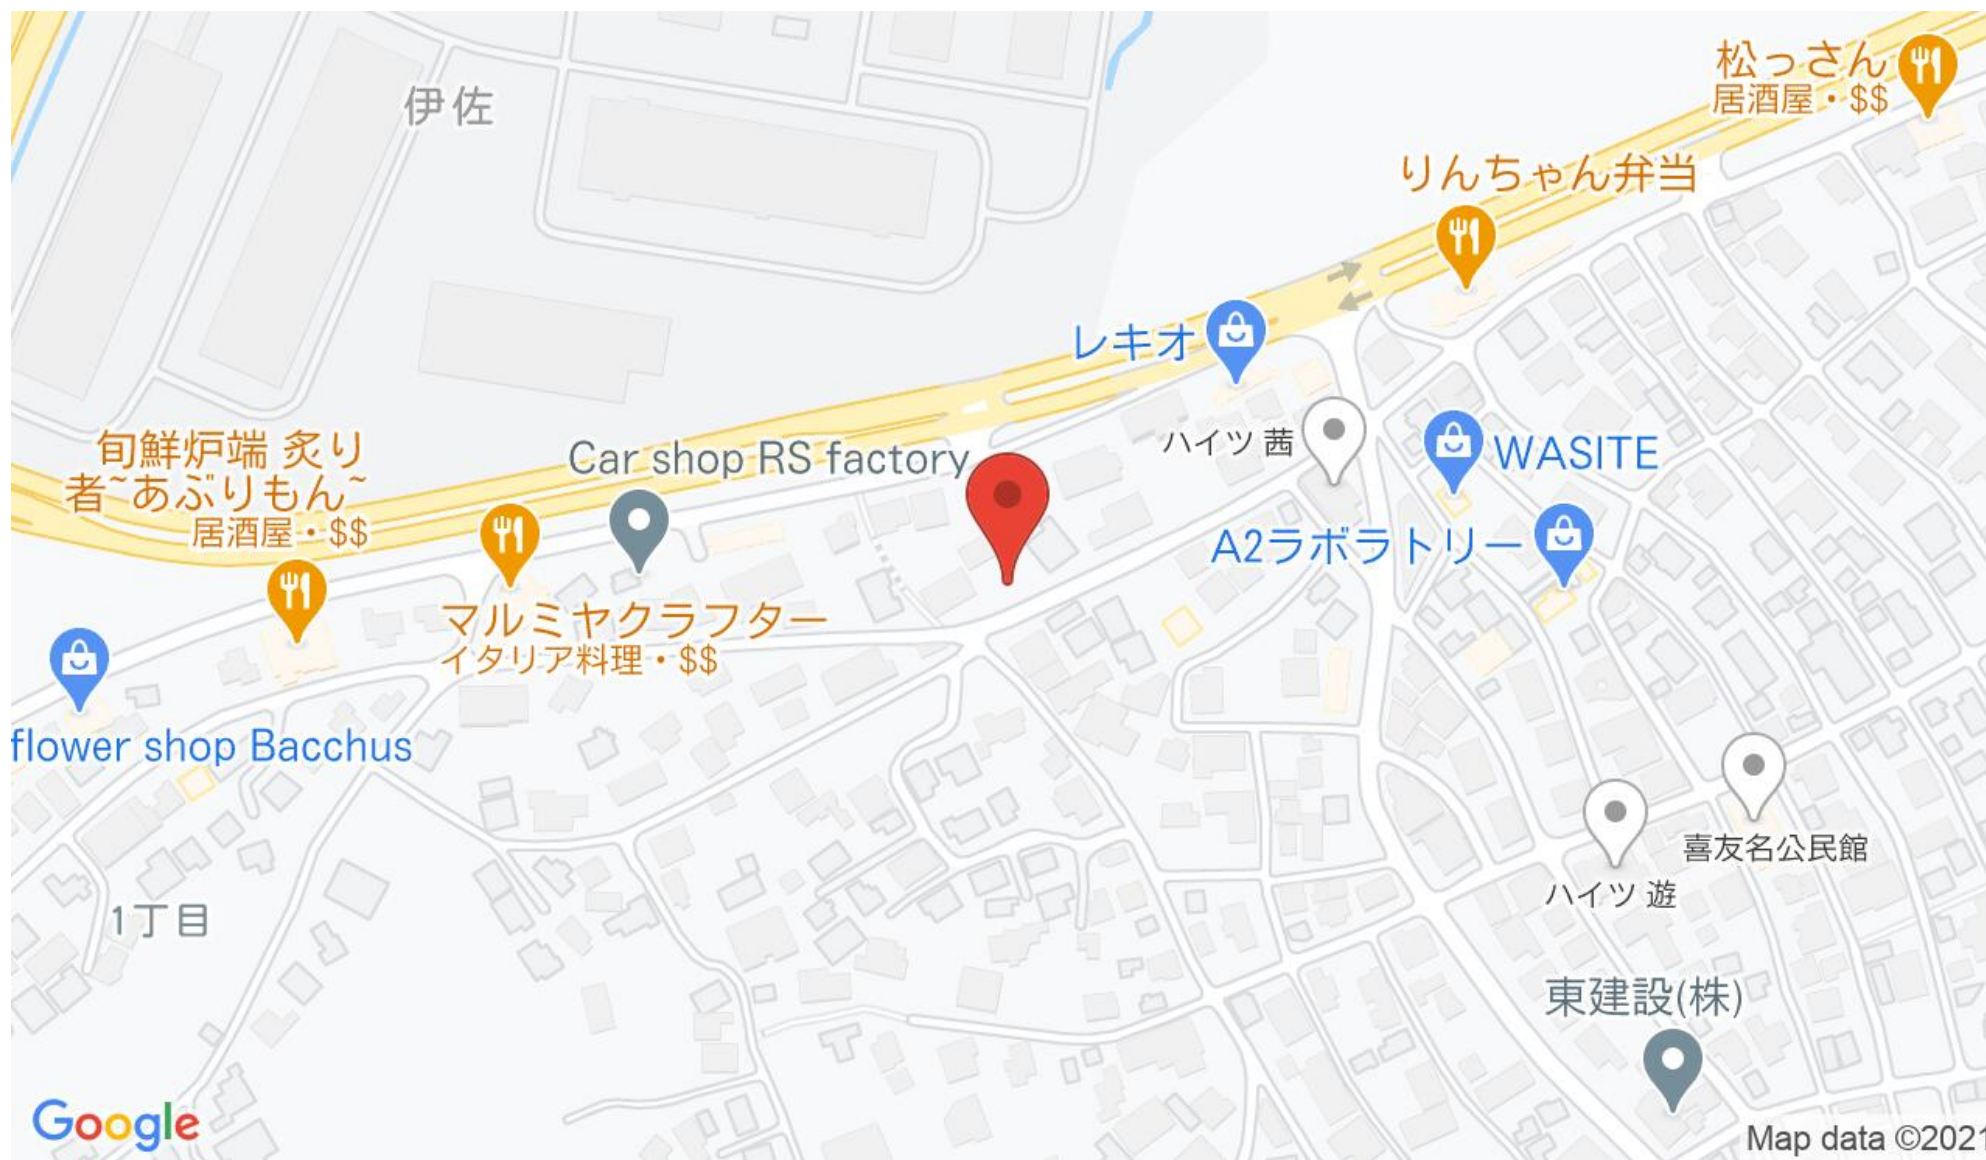 松っさん
居酒屋・$$
伊佐
りんちゃん弁当
レキオ
旬鮮炉端 炙り
者~あぶりもん~
居酒屋・$$
Car shop RS factory
ハイツ 茜
WASITE
A2ラボラトリー
マルミヤクラフター
イタリア料理・$$
flower shop Bacchus
喜友名公民館
ハイツ 遊
1丁目
東建設(株)
Google
Map data ©2021